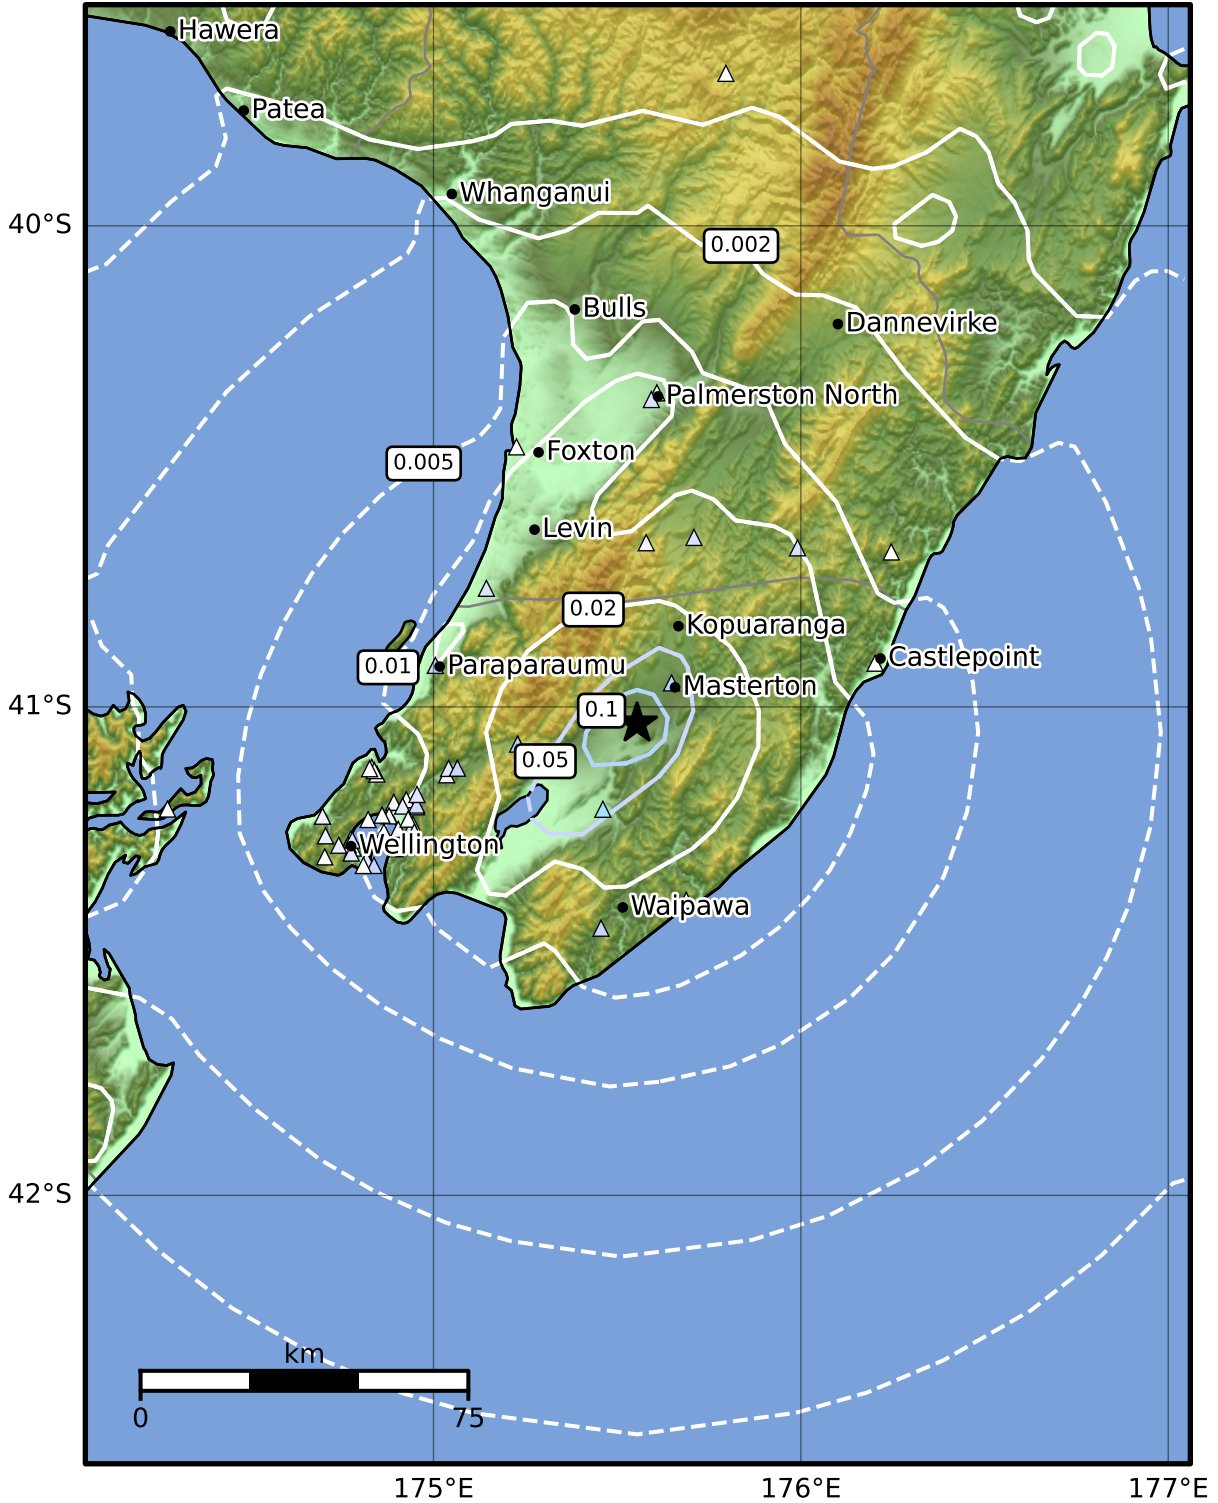 Hawera
Patea
Whanganui
40°S
0.002
Bulls
Dannevirke
Palmerston North
Foxton
0.005
Levin
0.02
Kopuaranga
0.01
Paraparaumu
Castlepoint
Masterton
41°S
0.1
0.05
Wellington
Waipawa
42°S
km
0
75
175°E
176°E
177°E